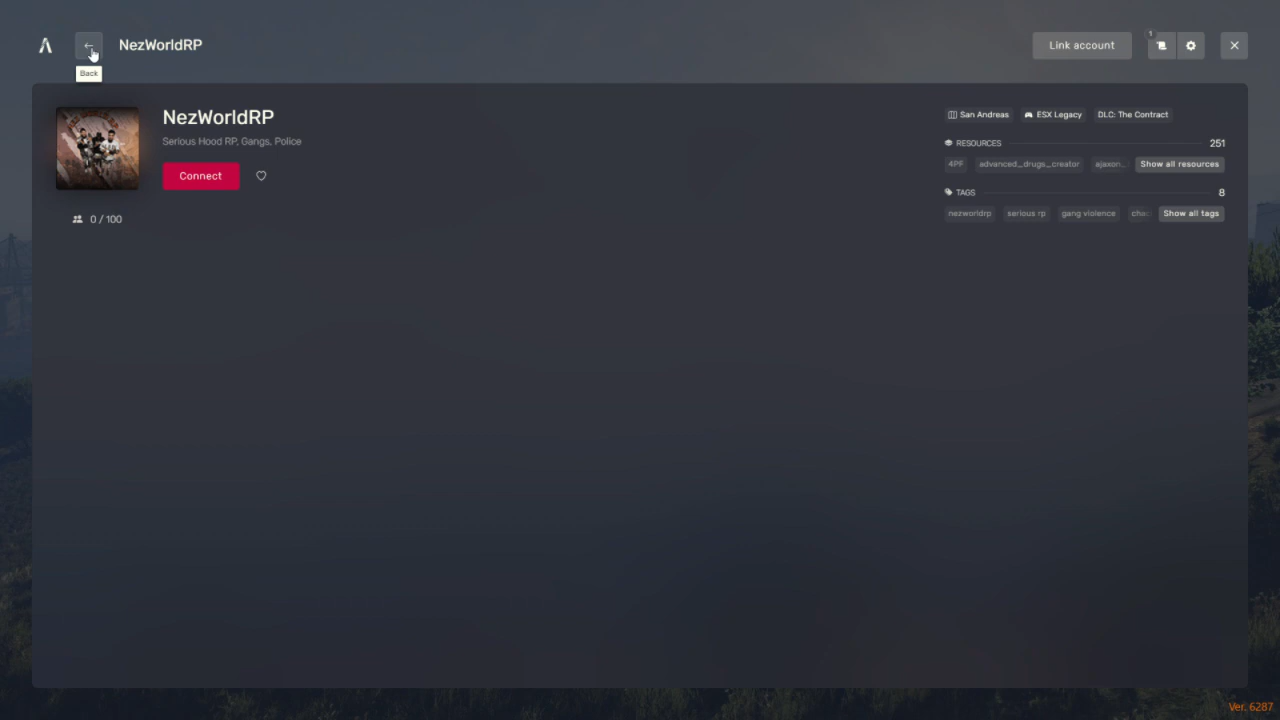 NezWorldRP
Link account
1
Back
NezWorldRP
Serious Hood RP, Gangs, Police
Connect
0 / 100
San Andreas
ESX Legacy
DLC: The Contract
RESOURCES
251
4PF
advanced_drugs_creator
ajaxon...
Show all resources
TAGS
8
nezworldrp
serious rp
gang violence
Show all tags
Ver. 6287